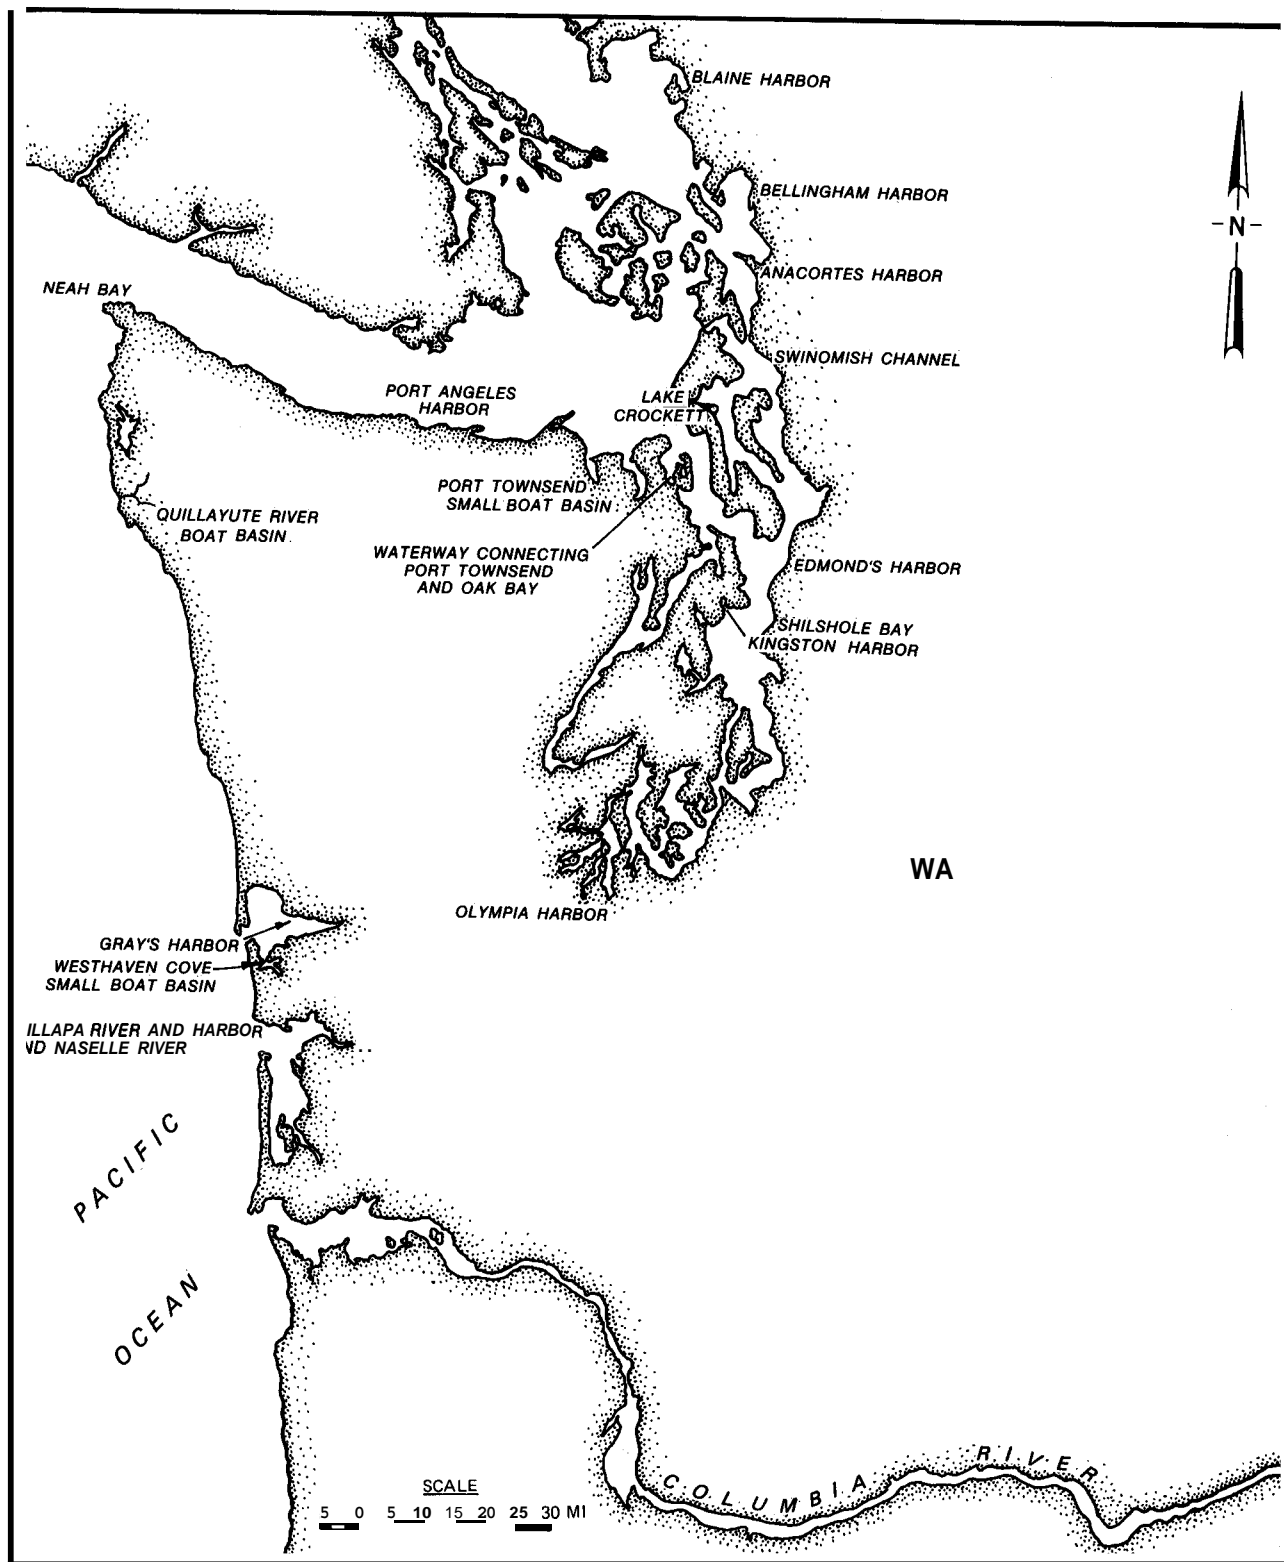 BLAINE HARBOR
BELLINGHAM HARBOR
-N-
ANACORTES HARBOR
NEAH BAY
SWINOMISH CHANNEL
PORT ANGELES
HARBOR
LAKE
CROCKETT
PORT TOWNSEND
SMALL BOAT BASIN
QUILLAYUTE RIVER
BOAT BASIN
WATERWAY CONNECTING
PORT TOWNSEND
AND OAK BAY
EDMOND'S HARBOR
SHILSHOLE BAY
KINGSTON HARBOR
WA
OLYMPIA HARBOR
GRAY'S HARBOR
WESTHAVEN COVE
SMALL BOAT BASIN
ILLAPA RIVER AND HARBOR
ND NASELLE RIVER
PACIFIC
OCEAN
COLUMBIA RIVER
SCALE
5 0 5 10 15 20 25 30 MI